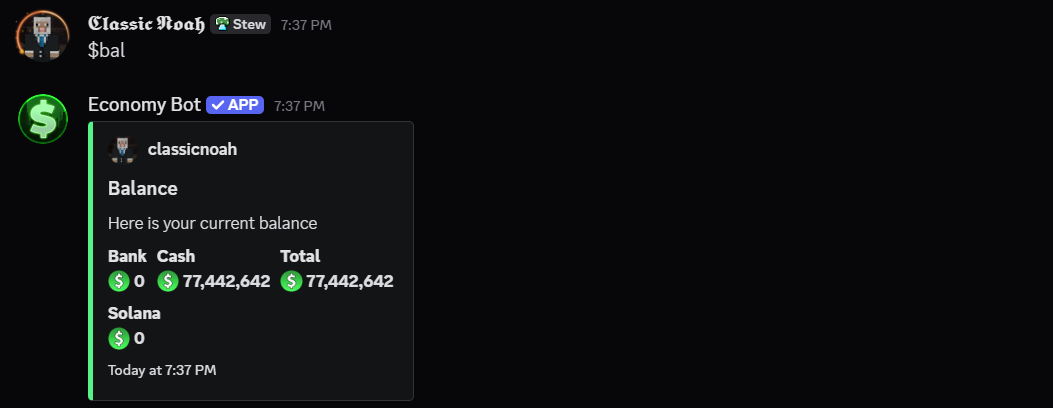 𝕮𝖑𝖆𝖘𝖘𝖎𝖈 𝕹𝖔𝖆𝖍 Stew 7:37 PM
$bal
Economy Bot ✓ APP 7:37 PM
classicnoah
Balance
Here is your current balance
Bank Cash Total
$ 0 $ 77,442,642 $ 77,442,642
Solana
$ 0
Today at 7:37 PM